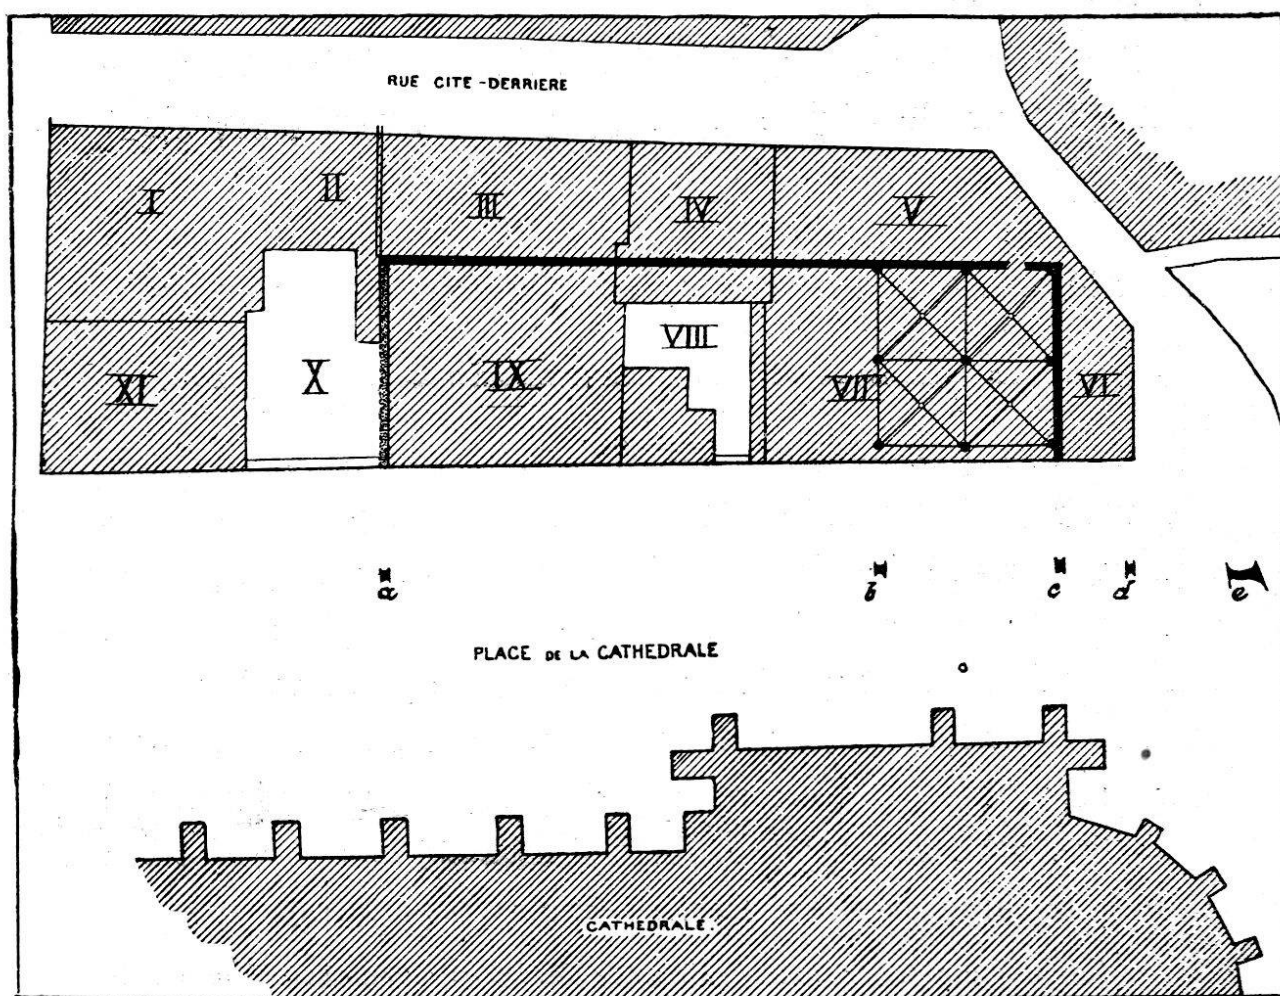 RUE CITE-DERRIERE
I
II
III
IV
V
XI
X
IX
VIII
VII
VI
a
b
c
d
e
PLACE DE LA CATHEDRALE
CATHEDRALE.